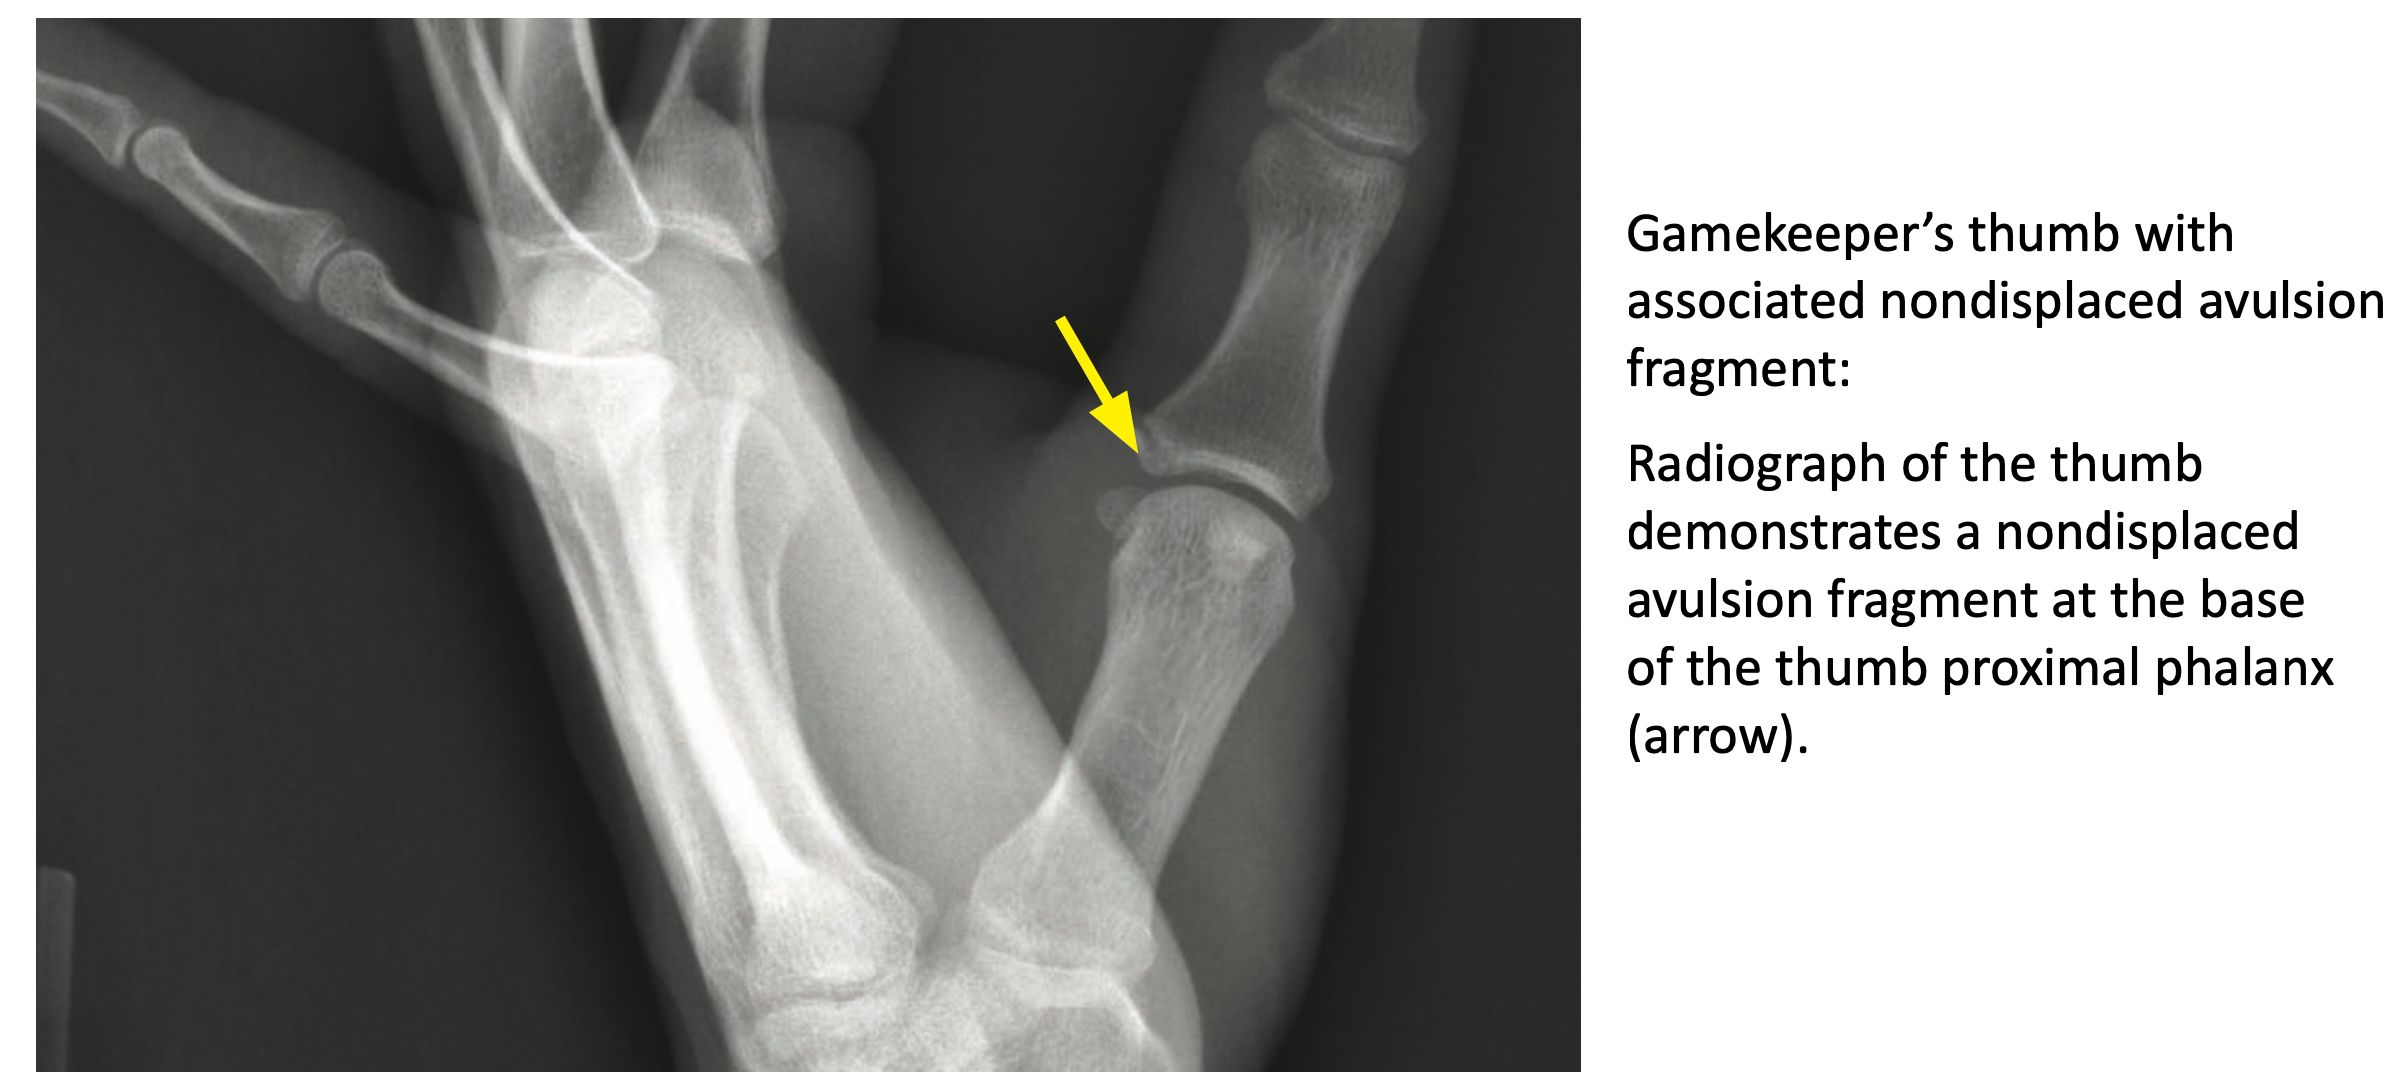 Gamekeeper’s thumb with
associated nondisplaced avulsion
fragment:
Radiograph of the thumb
demonstrates a nondisplaced
avulsion fragment at the base
of the thumb proximal phalanx
(arrow).